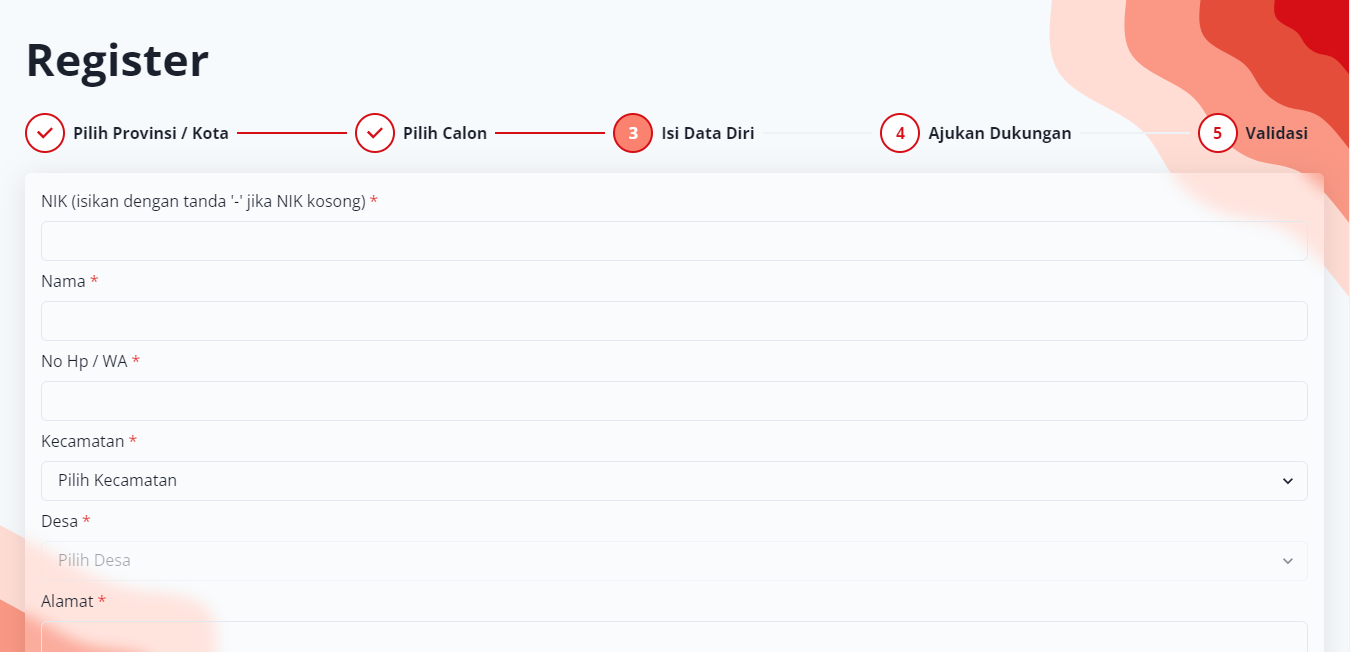 Register
Pilih Provinsi / Kota
Pilih Calon
3 Isi Data Diri
4 Ajukan Dukungan
5 Validasi
NIK (isikan dengan tanda '-' jika NIK kosong) *
Nama *
No Hp / WA *
Kecamatan *
Pilih Kecamatan
Desa *
Pilih Desa
Alamat *